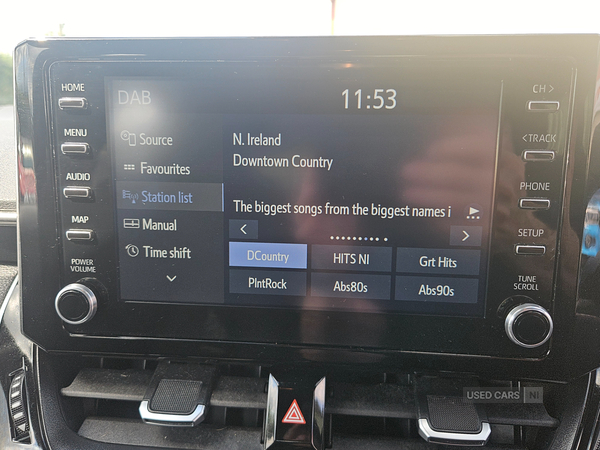 HOME
MENU
AUDIO
MAP
POWER
VOLUME
DAB
11:53
Source
Favourites
Station list
Manual
Time shift
N. Ireland
Downtown Country
The biggest songs from the biggest names i
DCountry
HITS NI
Grt Hits
PlntRock
Abs80s
Abs90s
CH >
< TRACK
PHONE
SETUP
TUNE
SCROLL
USED CARS NI